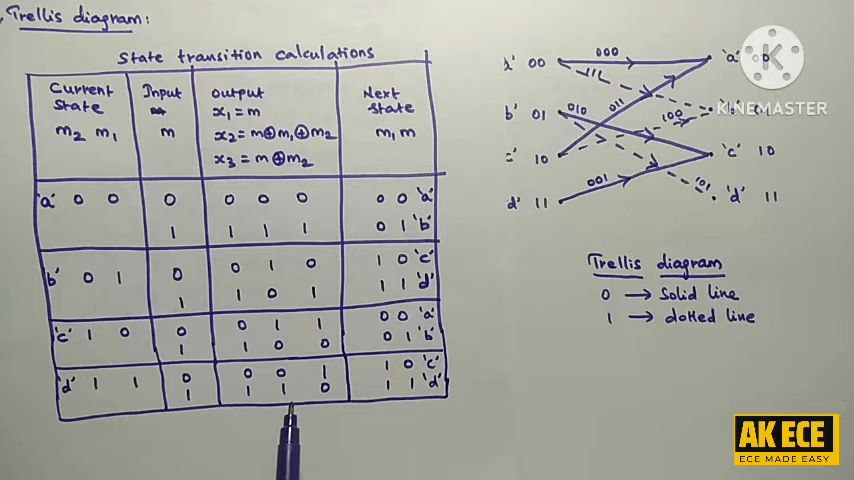 Trellis diagram:
State transition calculations
Current State m2 m1
Input m
Output
x1 = m
x2 = m⊕m1⊕m2
x3 = m⊕m2
Next State m1 m
'a' 0 0 0 0 0 0 0 0 'a'
1 1 1 1 0 1 'b'
b' 0 1 0 0 1 0 1 0 'c'
1 1 0 1 1 1 'd'
'c' 1 0 0 0 1 1 0 0 'a'
1 1 0 0 0 1 'b'
'd' 1 1 0 0 0 1 1 0 'c'
1 1 1 0 1 1 'd'
00 000 'a'
111
b' 01 010 011 100
10 'c' 10
d' 11 001 101 'd' 11
Trellis diagram
0 → Solid line
1 → dotted line
KINEMASTER
AK ECE
ECE MADE EASY